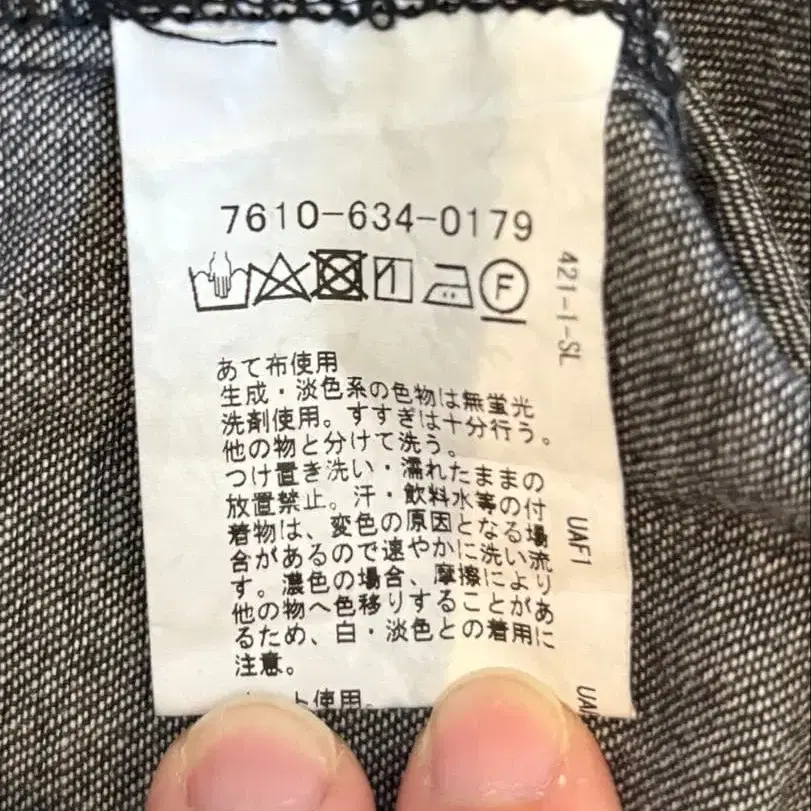 7610-634-0179
F
421-1-SL
あて布使用
生成・淡色系の色物は無蛍光
洗剤使用。すすぎは十分行う。
他の物と分けて洗う。
つけ置き洗い・濡れたままの
放置禁止。汗・飲料水等の付
着物は、変色の原因となる場
合があるので速やかに洗い流
す。濃色の場合、摩擦により
他の物へ色移りすることがあ
るため、白・淡色との着用に
注意。
ト使用。
UAF1